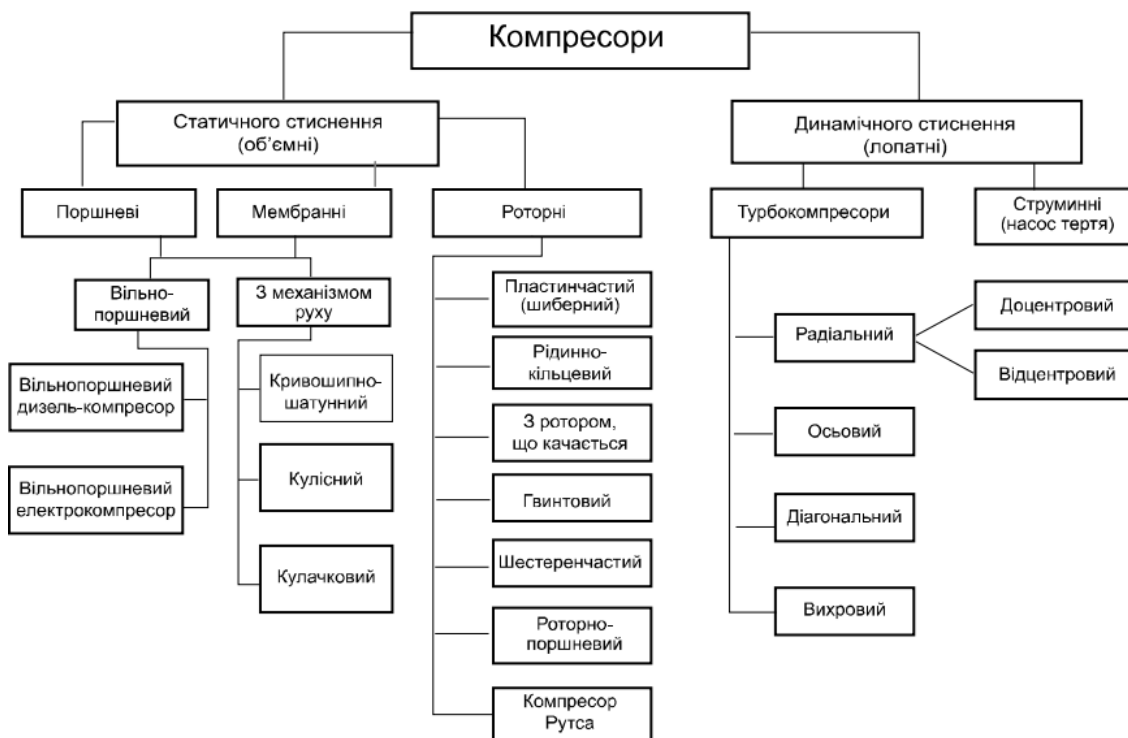 Компресори
Статичного стиснення
(об’ємні)
Динамічного стиснення
(лопатні)
Поршневі
Мембранні
Роторні
Турбокомпресори
Струминні
(насос тертя)
Вільно-
поршневий
З механізмом
руху
Вільнопоршневий
дизель-компресор
Вільнопоршневий
електрокомпресор
Кривошипно-
шатунний
Кулісний
Кулачковий
Пластинчастий
(шиберний)
Рідинно-
кільцевий
З ротором,
що качається
Гвинтовий
Шестеренчастий
Роторно-
поршневий
Компресор
Рутса
Радіальний
Осьовий
Діагональний
Вихровий
Доцентровий
Відцентровий